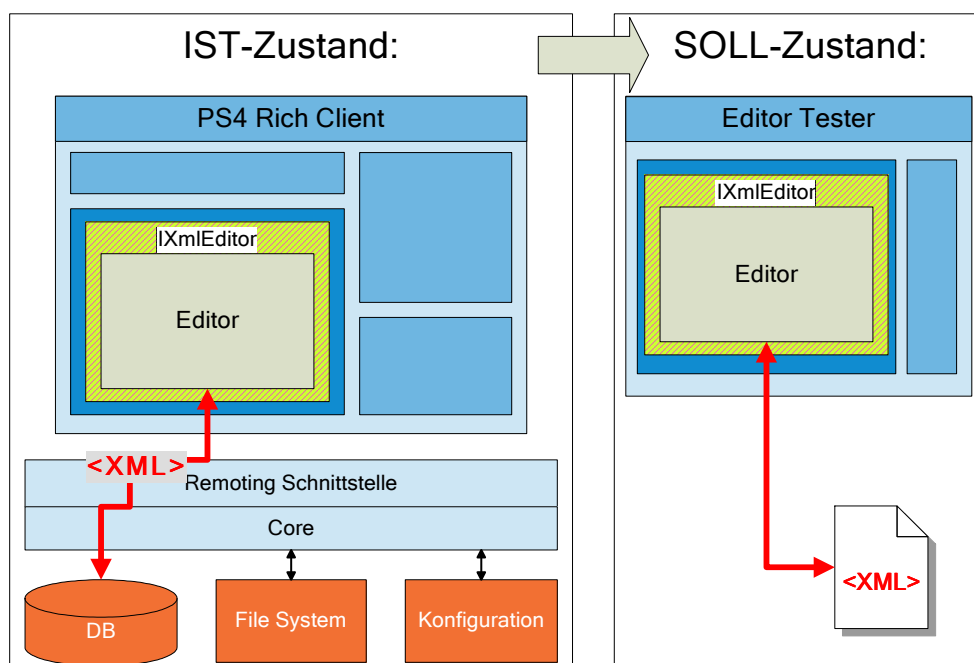 IST-Zustand:
PS4 Rich Client
IXmlEditor
Editor
<XML>
Remoting Schnittstelle
Core
DB
File System
Konfiguration
SOLL-Zustand:
Editor Tester
IXmlEditor
Editor
<XML>